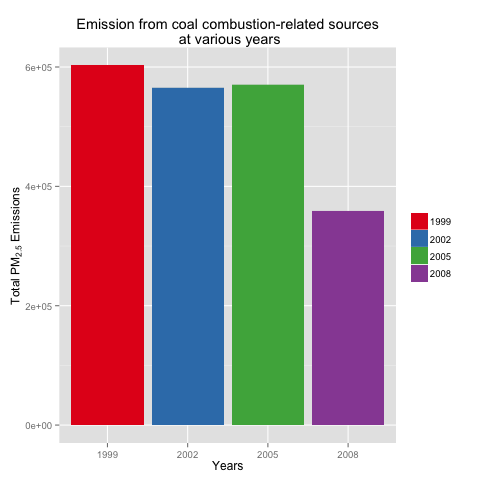 Emission from coal combustion-related sources
at various years
6e+05
4e+05
2e+05
0e+00
Total PM2.5 Emissions
1999
2002
2005
2008
Years
1999
2002
2005
2008